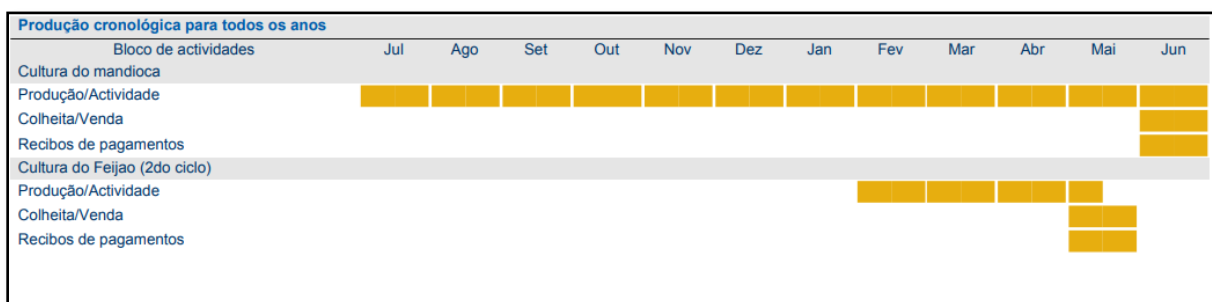 Produção cronológica para todos os anos
Bloco de actividades Jul Ago Set Out Nov Dez Jan Fev Mar Abr Mai Jun
Cultura do mandioca
Produção/Actividade
Colheita/Venda
Recibos de pagamentos
Cultura do Feijao (2do ciclo)
Produção/Actividade
Colheita/Venda
Recibos de pagamentos